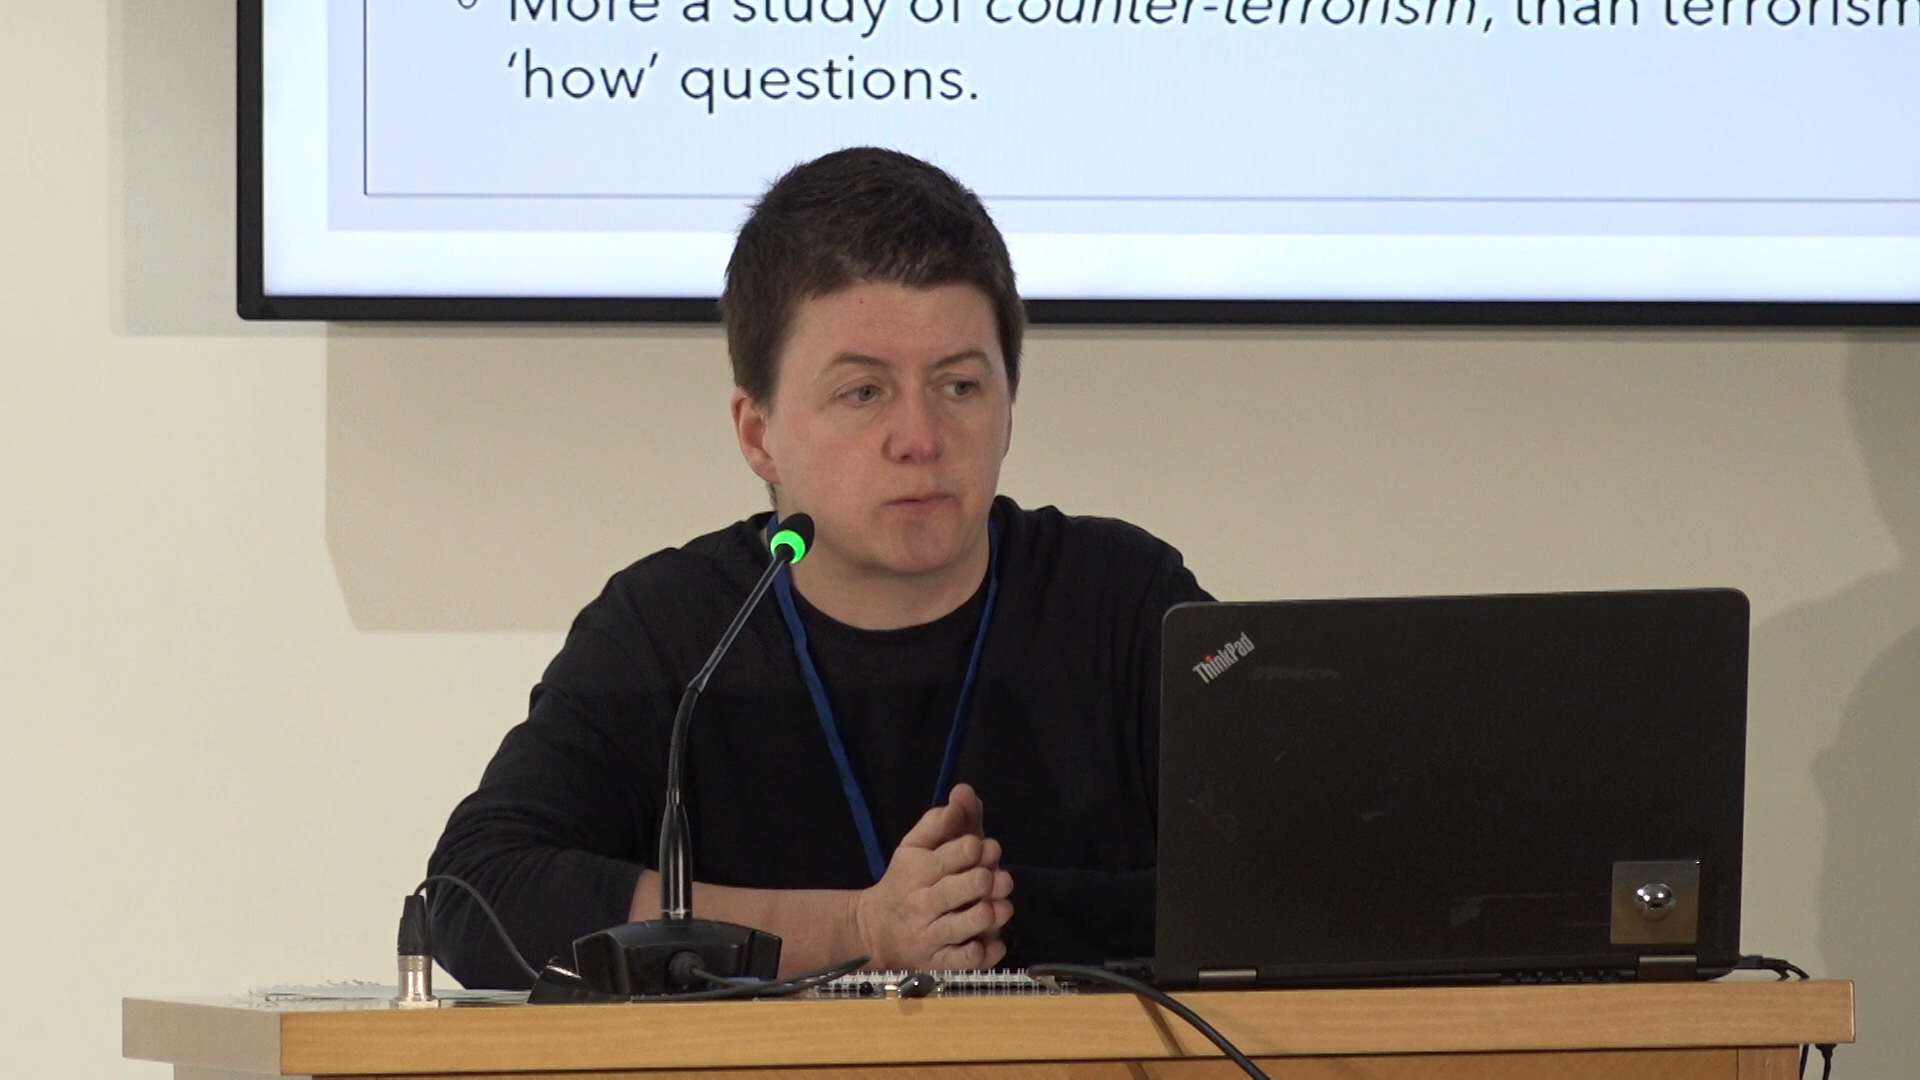 More a study of counter-terrorism, than terrorism
‘how’ questions.
ThinkPad